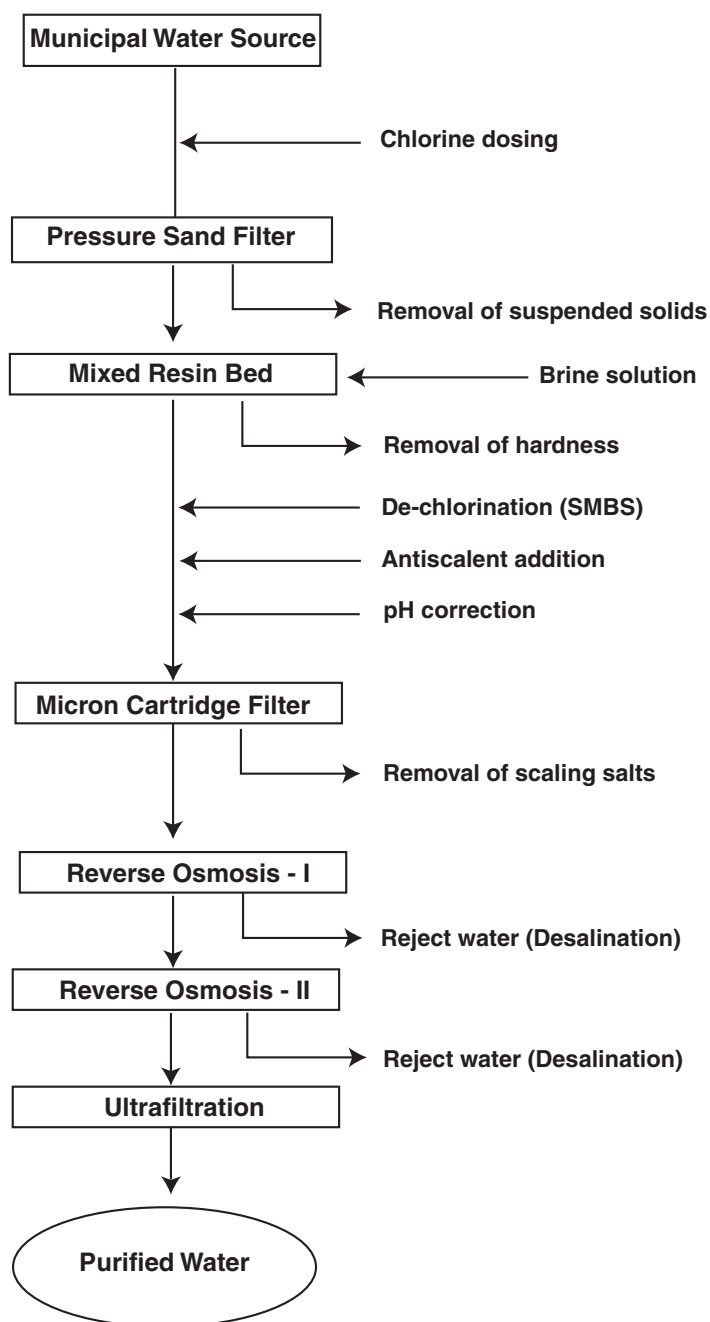 Municipal Water Source
Chlorine dosing
Pressure Sand Filter
Removal of suspended solids
Mixed Resin Bed
Brine solution
Removal of hardness
De-chlorination (SMBS)
Antiscalent addition
pH correction
Micron Cartridge Filter
Removal of scaling salts
Reverse Osmosis - I
Reject water (Desalination)
Reverse Osmosis - II
Reject water (Desalination)
Ultrafiltration
Purified Water